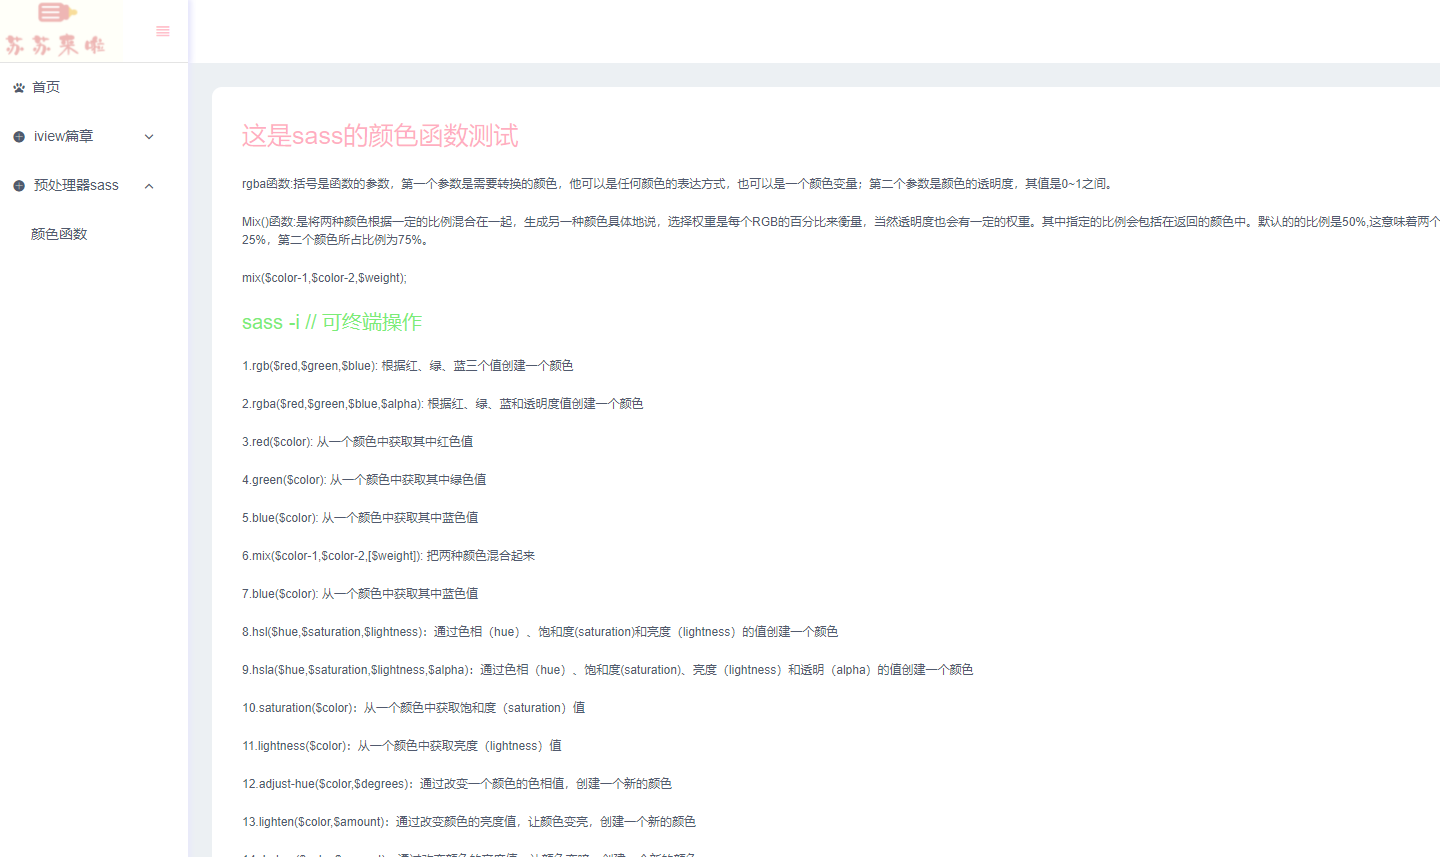 苏苏来啦
首页
iview篇章
预处理器sass
颜色函数
这是sass的颜色函数测试
rgba函数:括号是函数的参数，第一个参数是需要转换的颜色，他可以是任何颜色的表达方式，也可以是一个颜色变量；第二个参数是颜色的透明度，其值是0~1之间。
Mix()函数:是将两种颜色根据一定的比例混合在一起，生成另一种颜色具体地说，选择权重是每个RGB的百分比来衡量，当然透明度也会有一定的权重。其中指定的比例会包括在返回的颜色中。默认的的比例是50%,这意味着两个
25%，第二个颜色所占比例为75%。
mix($color-1,$color-2,$weight);
sass -i // 可终端操作
1.rgb($red,$green,$blue): 根据红、绿、蓝三个值创建一个颜色
2.rgba($red,$green,$blue,$alpha): 根据红、绿、蓝和透明度值创建一个颜色
3.red($color): 从一个颜色中获取其中红色值
4.green($color): 从一个颜色中获取其中绿色值
5.blue($color): 从一个颜色中获取其中蓝色值
6.mix($color-1,$color-2,[$weight]): 把两种颜色混合起来
7.blue($color): 从一个颜色中获取其中蓝色值
8.hsl($hue,$saturation,$lightness)：通过色相（hue）、饱和度(saturation)和亮度（lightness）的值创建一个颜色
9.hsla($hue,$saturation,$lightness,$alpha)：通过色相（hue）、饱和度(saturation)、亮度（lightness）和透明（alpha）的值创建一个颜色
10.saturation($color)：从一个颜色中获取饱和度（saturation）值
11.lightness($color)：从一个颜色中获取亮度（lightness）值
12.adjust-hue($color,$degrees)：通过改变一个颜色的色相值，创建一个新的颜色
13.lighten($color,$amount)：通过改变颜色的亮度值，让颜色变亮，创建一个新的颜色